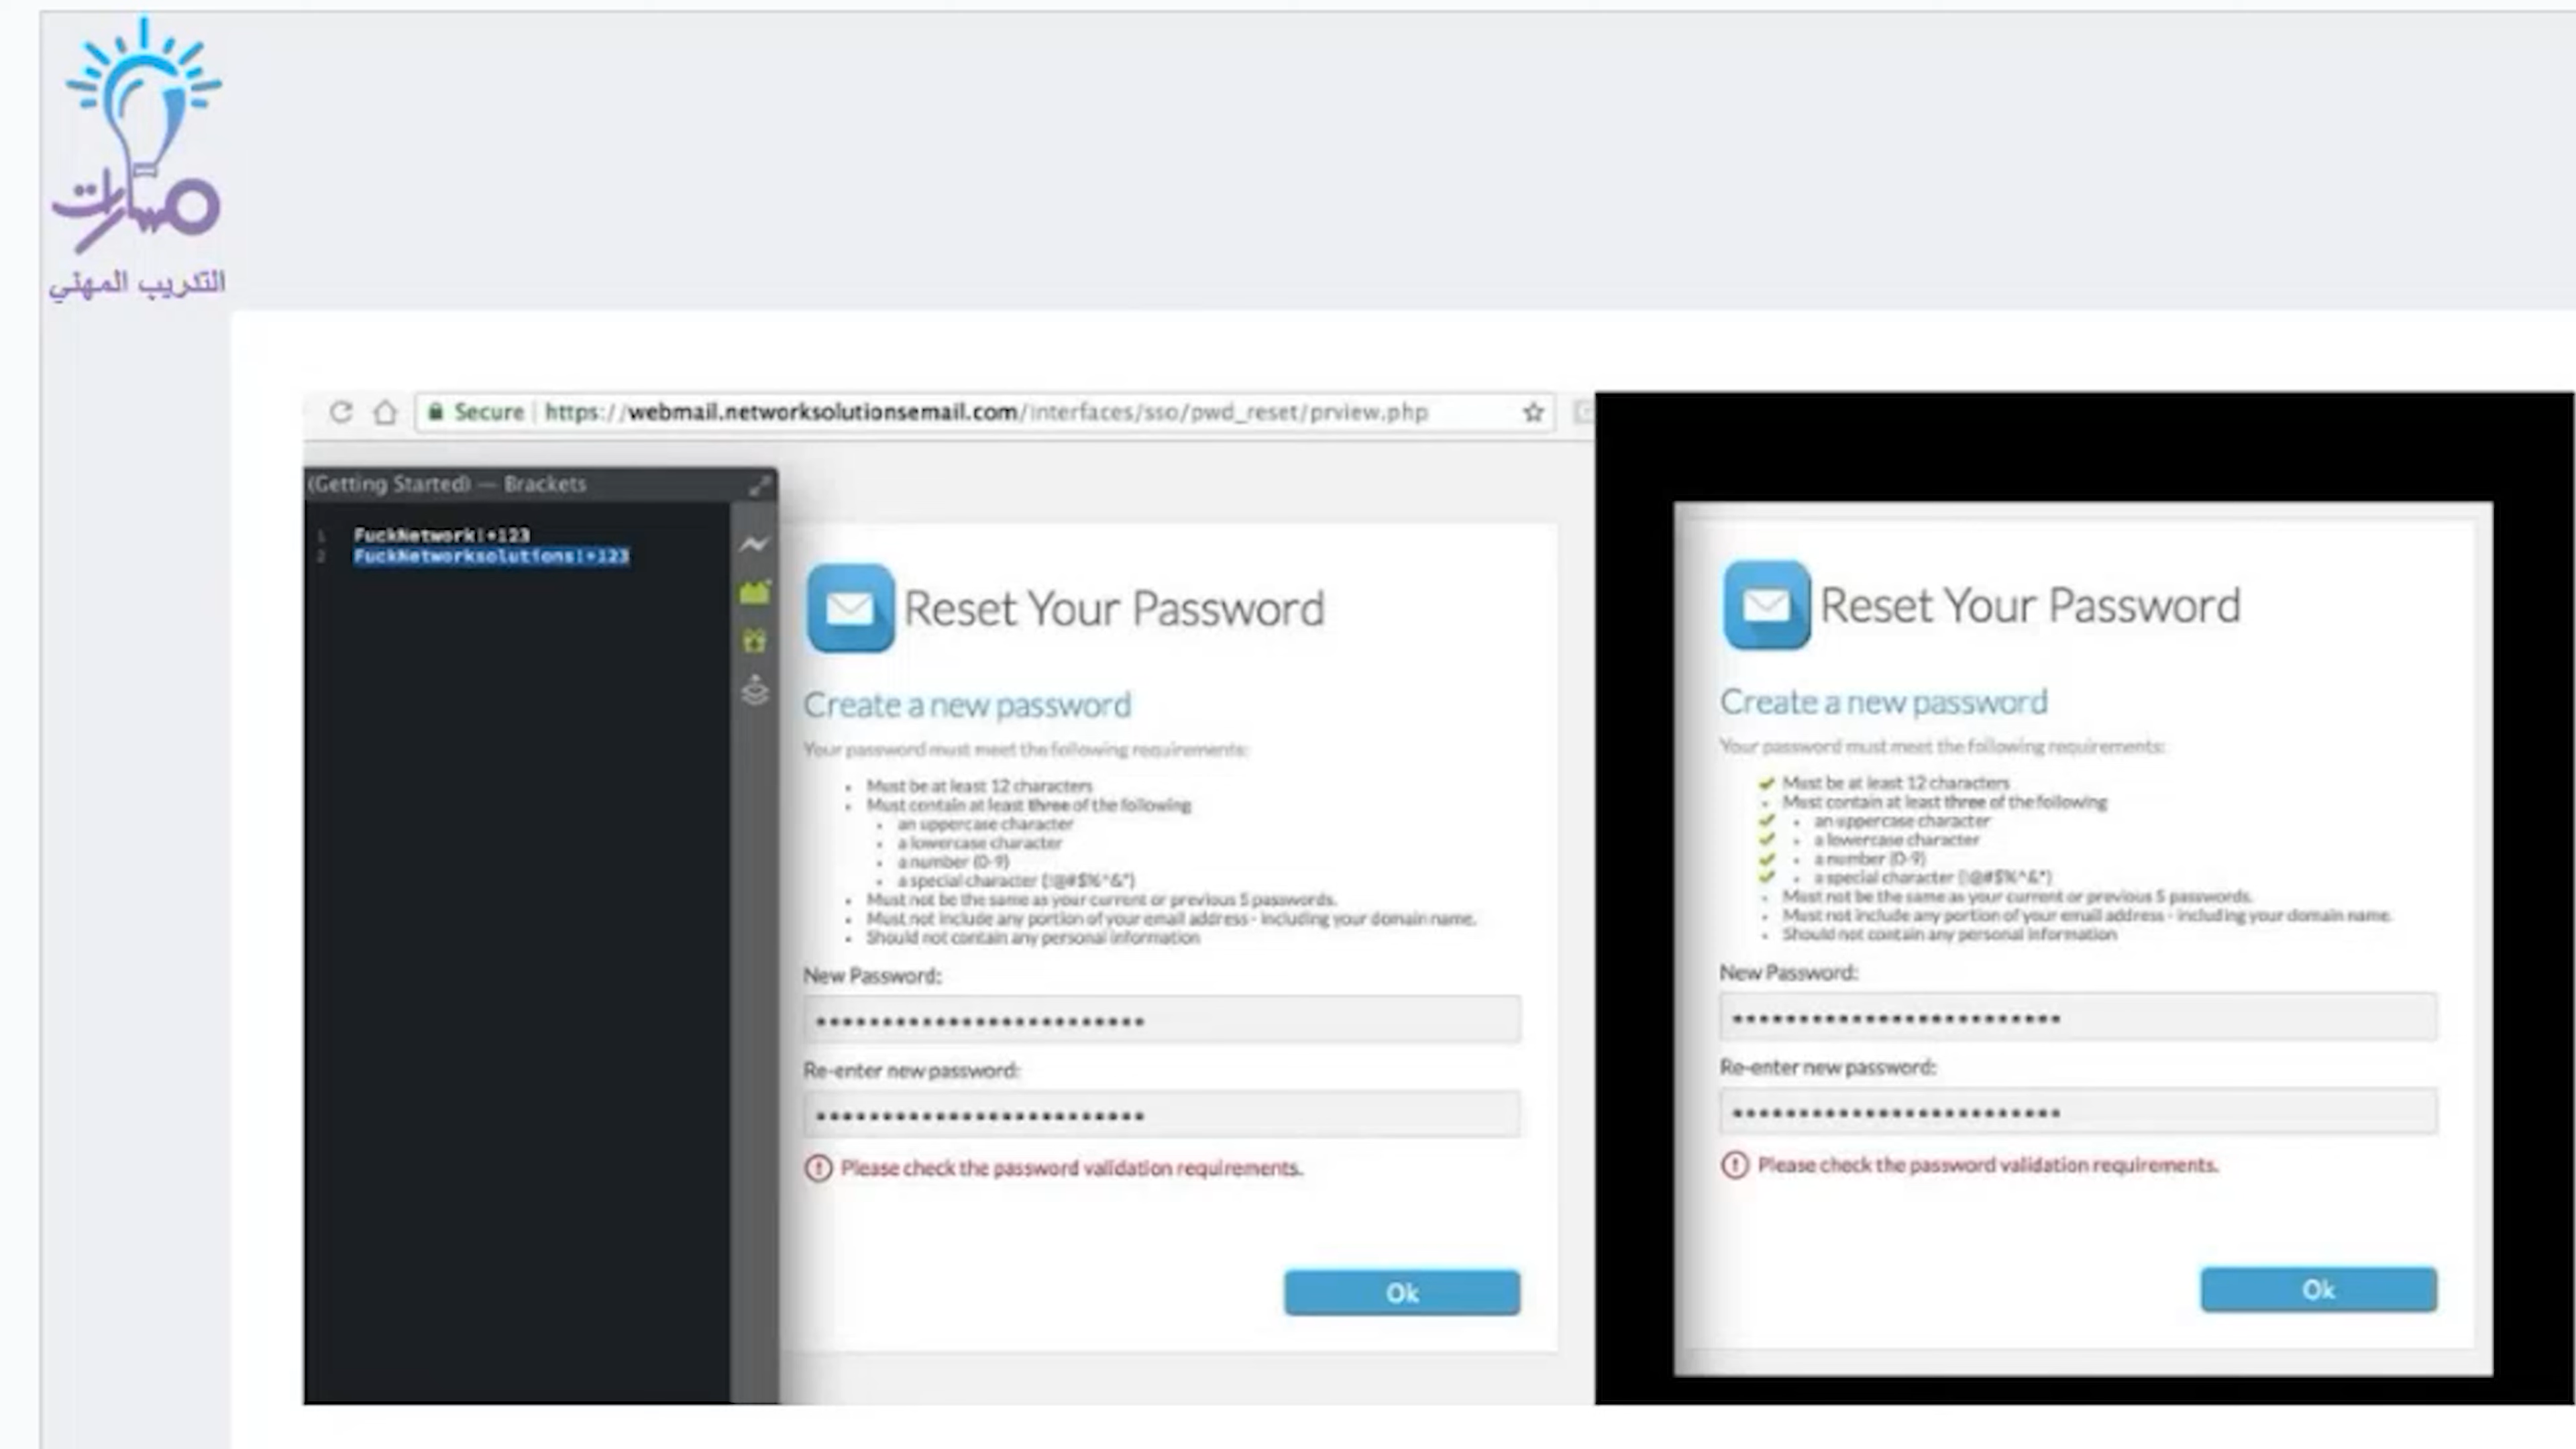 مسارات
التدريب المهني
Secure | https://webmail.networksolutionsemail.com/interfaces/sso/pwd_reset/prview.php
(Getting Started) — Brackets
1 FuckNetwork!+123
2 FuckNetworksolutions!+123
Reset Your Password
Create a new password
Your password must meet the following requirements:
• Must be at least 12 characters
• Must contain at least three of the following
• an uppercase character
• a lowercase character
• a number (0-9)
• a special character (!@#$%^&*)
• Must not be the same as your current or previous 5 passwords.
• Must not include any portion of your email address - including your domain name.
• Should not contain any personal information
New Password:
Re-enter new password:
Please check the password validation requirements.
Ok
Reset Your Password
Create a new password
Your password must meet the following requirements:
Must be at least 12 characters
• Must contain at least three of the following
• an uppercase character
• a lowercase character
• a number (0-9)
• a special character (!@#$%^&*)
• Must not be the same as your current or previous 5 passwords.
• Must not include any portion of your email address - including your domain name.
• Should not contain any personal information
New Password:
Re-enter new password:
Please check the password validation requirements.
Ok